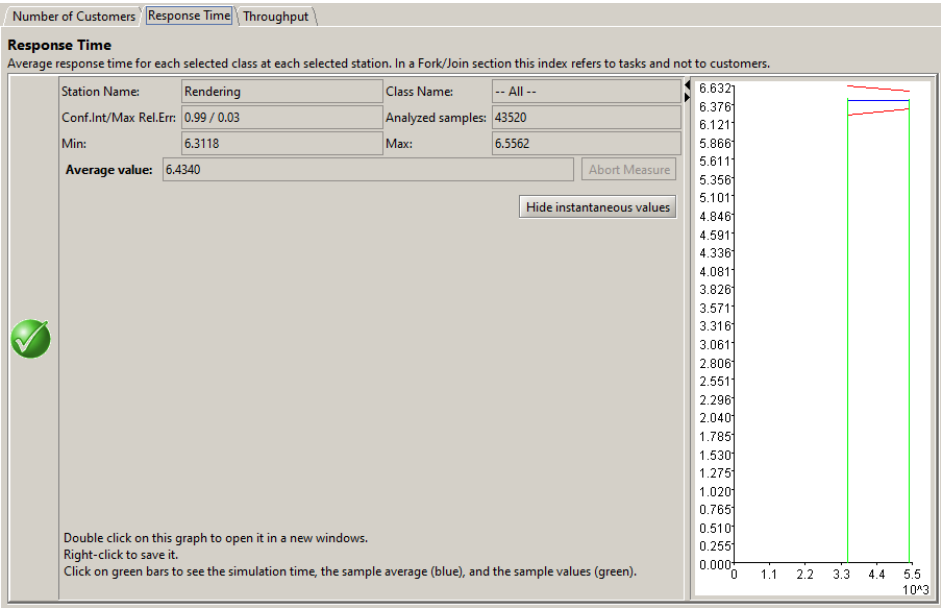 Number of Customers Response Time Throughput
Response Time
Average response time for each selected class at each selected station. In a Fork/Join section this index refers to tasks and not to customers.
Station Name: Rendering Class Name: -- All --
Conf.Int/Max Rel.Err: 0.99 / 0.03 Analyzed samples: 43520
Min: 6.3118 Max: 6.5562
Average value: 6.4340 Abort Measure
Hide instantaneous values
Double click on this graph to open it in a new windows.
Right-click to save it.
Click on green bars to see the simulation time, the sample average (blue), and the sample values (green).
6.632
6.376
6.121
5.866
5.611
5.356
5.101
4.846
4.591
4.336
4.081
3.826
3.571
3.316
3.061
2.806
2.551
2.296
2.040
1.785
1.530
1.275
1.020
0.765
0.510
0.255
0.000
0 1.1 2.2 3.3 4.4 5.5
10^3